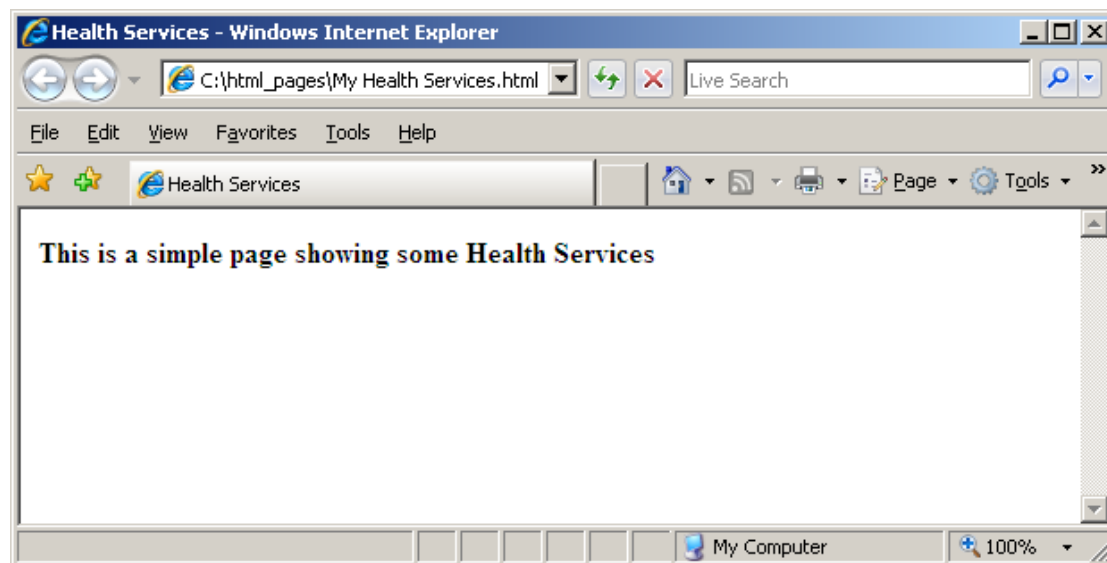 Health Services - Windows Internet Explorer
C:\html_pages\My Health Services.html Live Search
File Edit View Favorites Tools Help
Health Services Page Tools »
This is a simple page showing some Health Services
My Computer 100%